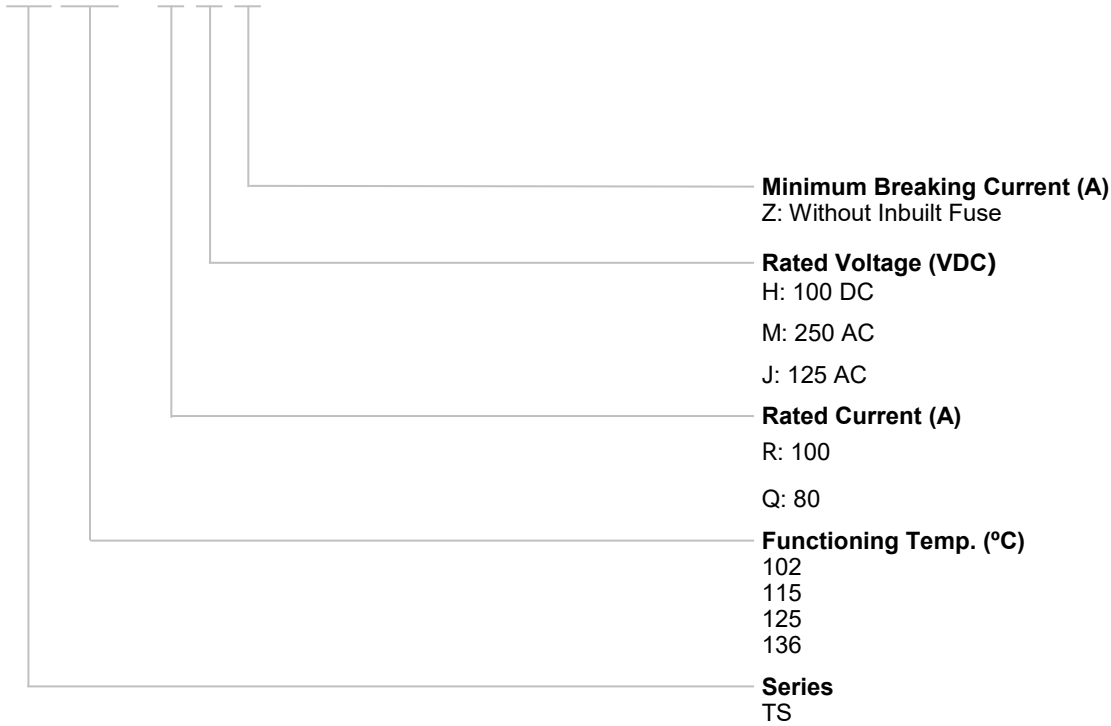 Minimum Breaking Current (A)
Z: Without Inbuilt Fuse
Rated Voltage (VDC)
H: 100 DC
M: 250 AC
J: 125 AC
Rated Current (A)
R: 100
Q: 80
Functioning Temp. (ºC)
102
115
125
136
Series
TS